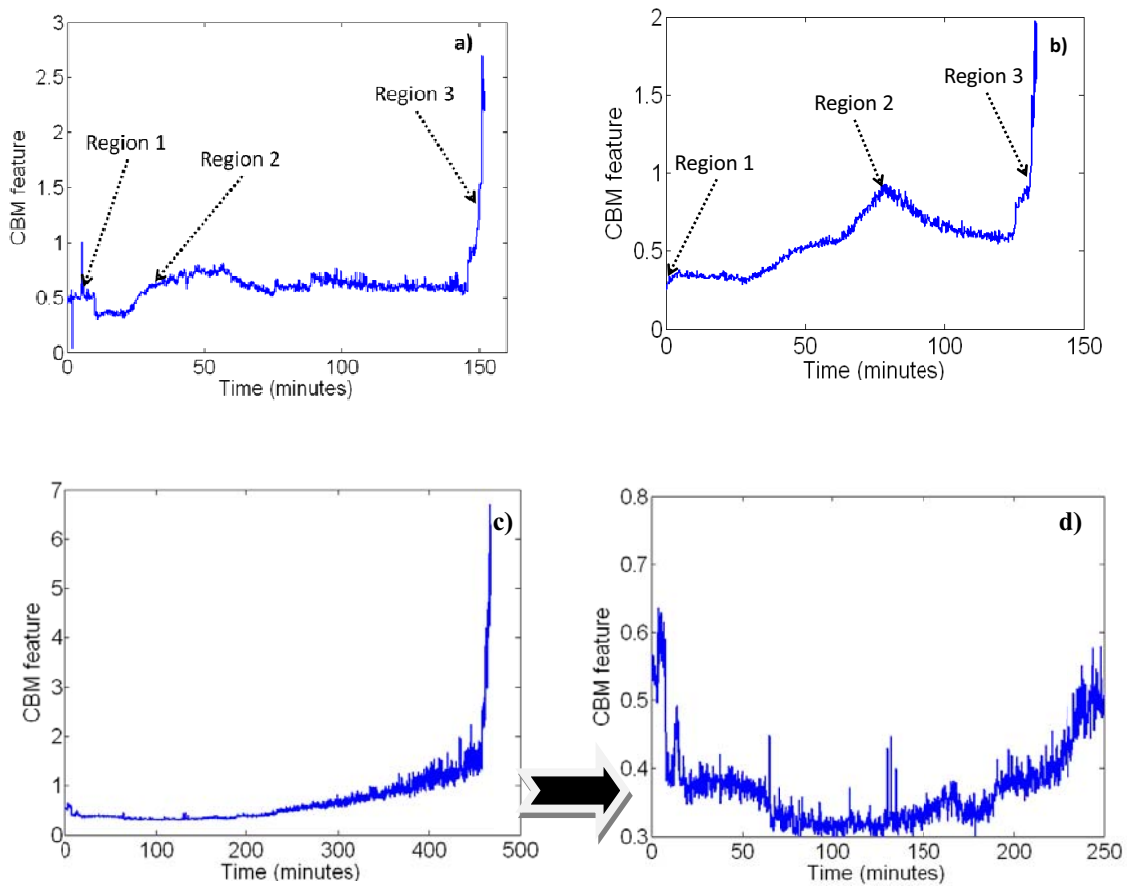 a)
3
2.5
2
1.5
1
0.5
0
CBM feature
Region 1
Region 2
Region 3
0 50 100 150
Time (minutes)
b)
2
1.5
1
0.5
0
CBM feature
Region 1
Region 2
Region 3
0 50 100 150
Time (minutes)
c)
7
6
5
4
3
2
1
0
CBM feature
0 100 200 300 400 500
Time (minutes)
d)
0.8
0.7
0.6
0.5
0.4
0.3
CBM feature
0 50 100 150 200 250
Time (minutes)